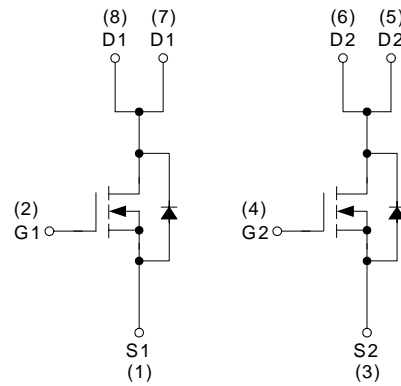 (8) (7)
D1 D1
(6) (5)
D2 D2
(2)
G1
(4)
G2
S1
(1)
S2
(3)